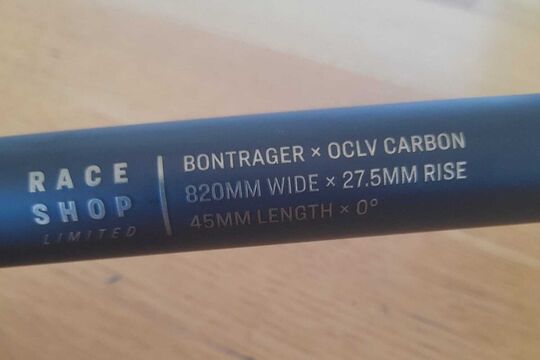 RACE
SHOP
LIMITED
BONTRAGER × OCLV CARBON
820MM WIDE × 27.5MM RISE
45MM LENGTH × 0°